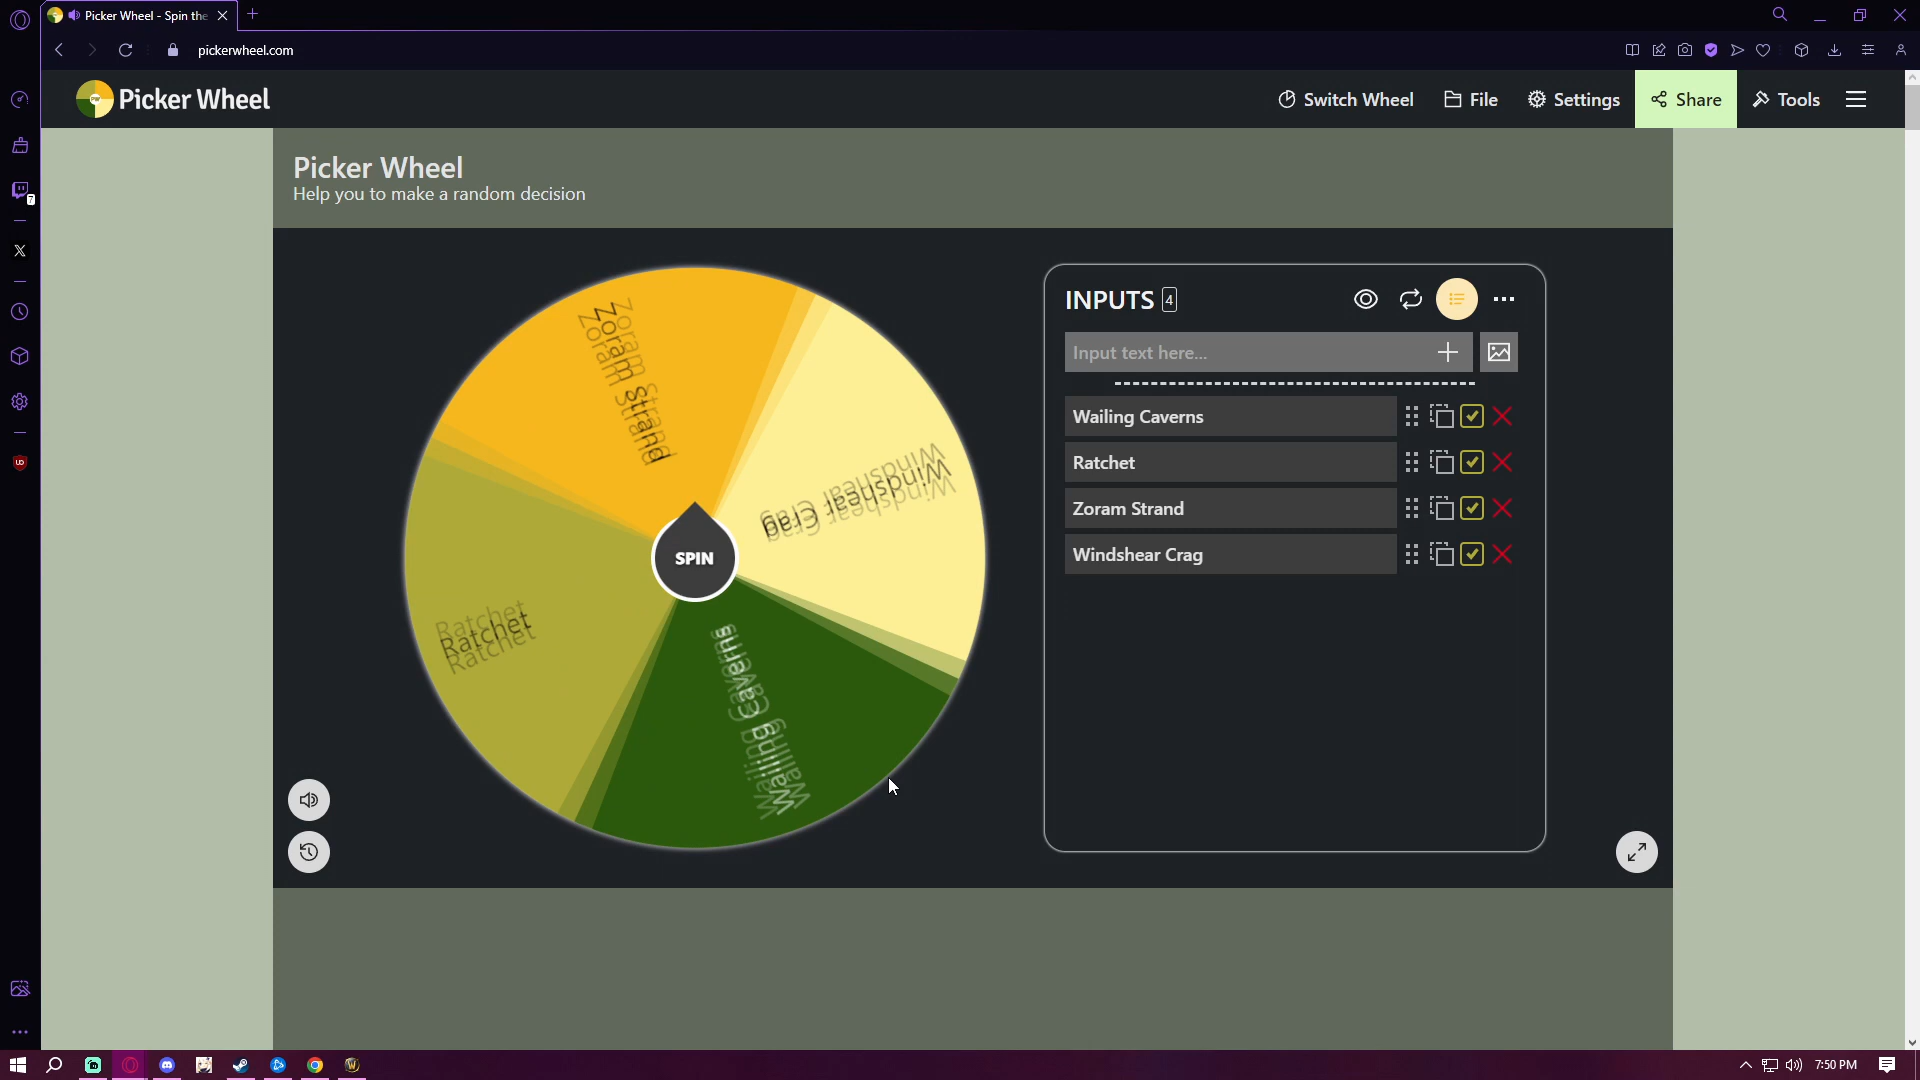 Picker Wheel - Spin the
pickerwheel.com
7
Picker Wheel
Switch Wheel
File
Settings
Share
Tools
Picker Wheel
Help you to make a random decision
Zoram Strand
Windshear Crag
Ratchet
Wailing Caverns
SPIN
INPUTS 4
Input text here...
Wailing Caverns
Ratchet
Zoram Strand
Windshear Crag
7:50 PM